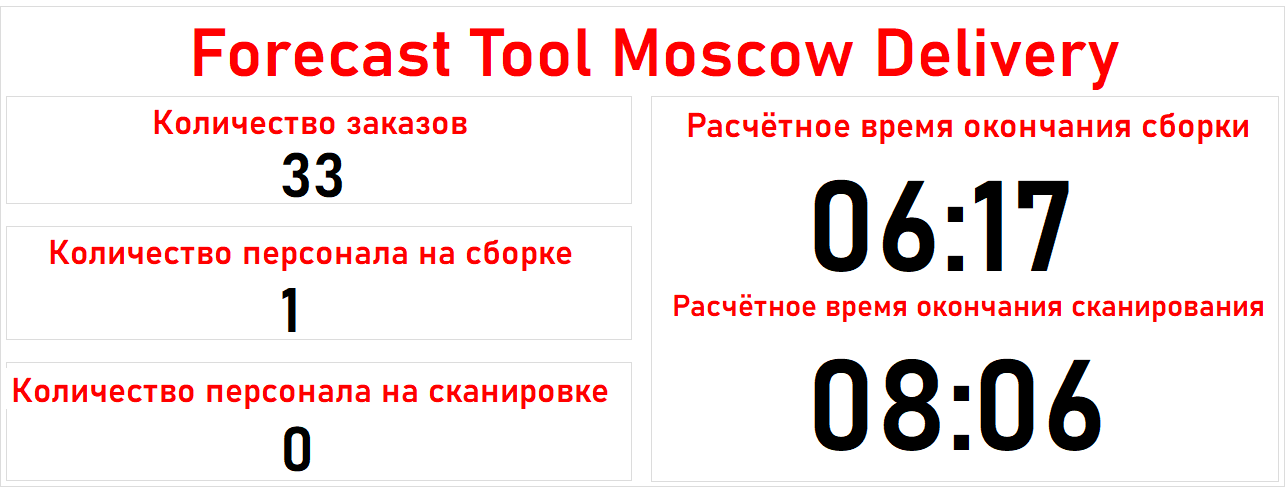 Forecast Tool Moscow Delivery
Количество заказов
33
Количество персонала на сборке
1
Количество персонала на сканировке
0
Расчётное время окончания сборки
06:17
Расчётное время окончания сканирования
08:06